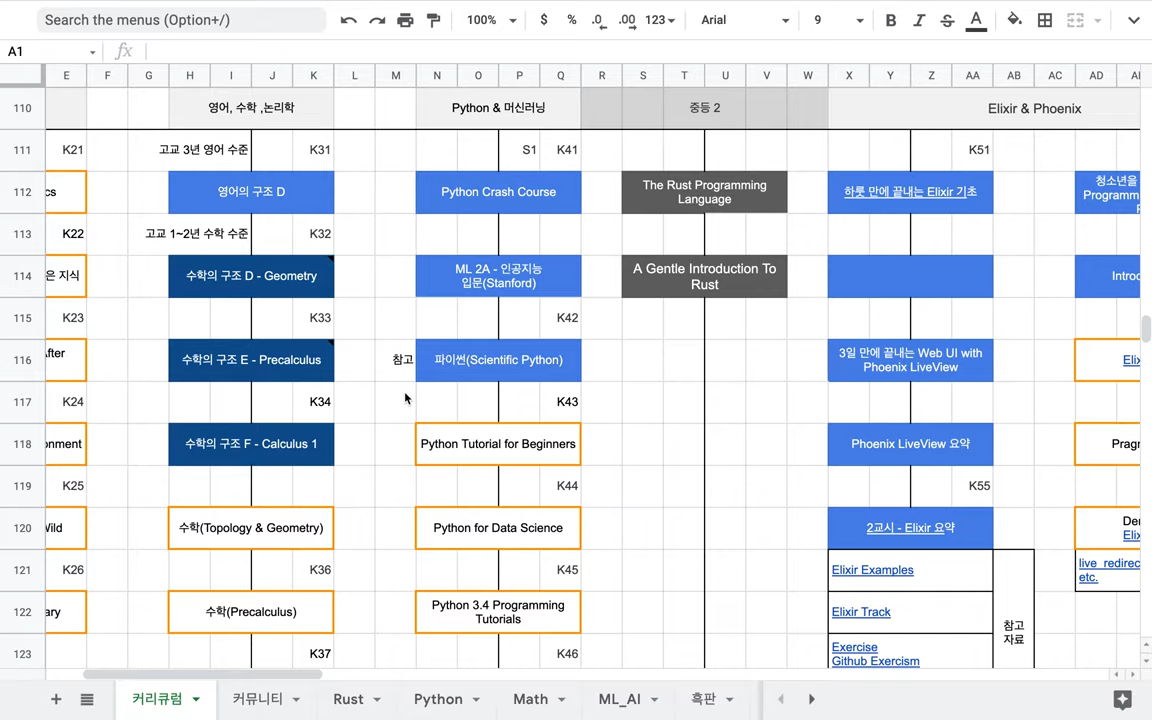 Search the menus (Option+/)
100%
$ % .0 .00 123
Arial
9
B I S A
A1
fx
E F G H I J K L M N O P Q R S T U V W X Y Z AA AB AC AD
110 영어, 수학 ,논리학 Python & 머신러닝 중등 2 Elixir & Phoenix
111 K21 고교 3년 영어 수준 K31 S1 K41 K51
112 cs 영어의 구조 D Python Crash Course The Rust Programming
Language 하룻 만에 끝내는 Elixir 기초 청소년을
Programm
113 K22 고교 1~2년 수학 수준 K32
114 은 지식 수학의 구조 D - Geometry ML 2A - 인공지능
입문(Stanford) A Gentle Introduction To
Rust Introc
115 K23 K33 K42
116 fter 수학의 구조 E - Precalculus 참고 파이썬(Scientific Python) 3일 만에 끝내는 Web UI with
Phoenix LiveView Elix
117 K24 K34 K43
118 nment 수학의 구조 F - Calculus 1 Python Tutorial for Beginners Phoenix LiveView 요약 Pragr
119 K25 K44 K55
120 Wild 수학(Topology & Geometry) Python for Data Science 2교시 - Elixir 요약 Der
Elix
121 K26 K36 K45 Elixir Examples live_redirec
etc.
122 ary 수학(Precalculus) Python 3.4 Programming
Tutorials Elixir Track 참고
자료
123 K37 K46 Exercise
Github Exercism
커리큘럼 커뮤니티 Rust Python Math ML_AI 흑판